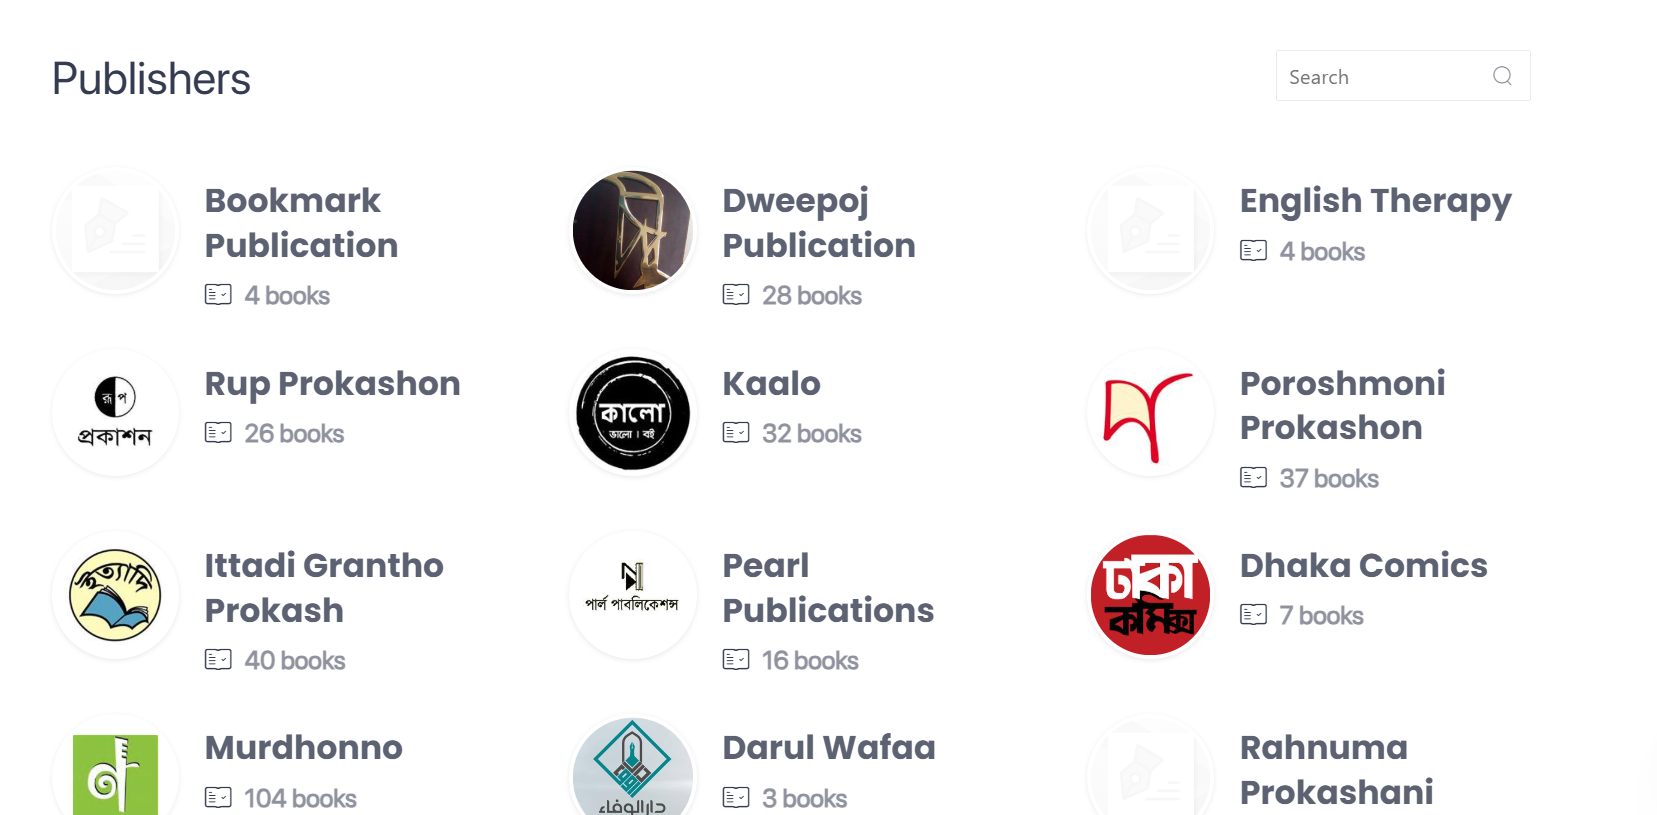 Publishers
Search
Bookmark
Publication
4 books
Dweepoj
Publication
28 books
English Therapy
4 books
রূপ
প্রকাশন
Rup Prokashon
26 books
কালো
ভালো । বই
Kaalo
32 books
Poroshmoni
Prokashon
37 books
ইত্যাদি
Ittadi Grantho
Prokash
40 books
পার্ল পাবলিকেশন্স
Pearl
Publications
16 books
ঢাকা
কমিক্স
Dhaka Comics
7 books
Murdhonno
104 books
دارالوفاء
Darul Wafaa
3 books
Rahnuma
Prokashani